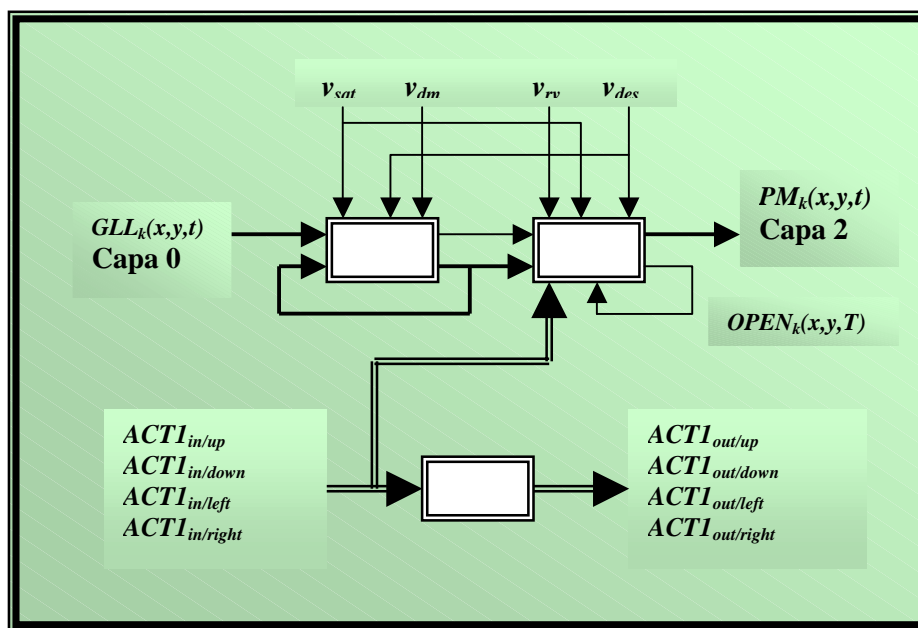 v_sat v_dm v_rv v_des
GLL_k(x,y,t)
Capa 0
PM_k(x,y,t)
Capa 2
OPEN_k(x,y,T)
ACT1_in/up
ACT1_in/down
ACT1_in/left
ACT1_in/right
ACT1_out/up
ACT1_out/down
ACT1_out/left
ACT1_out/right